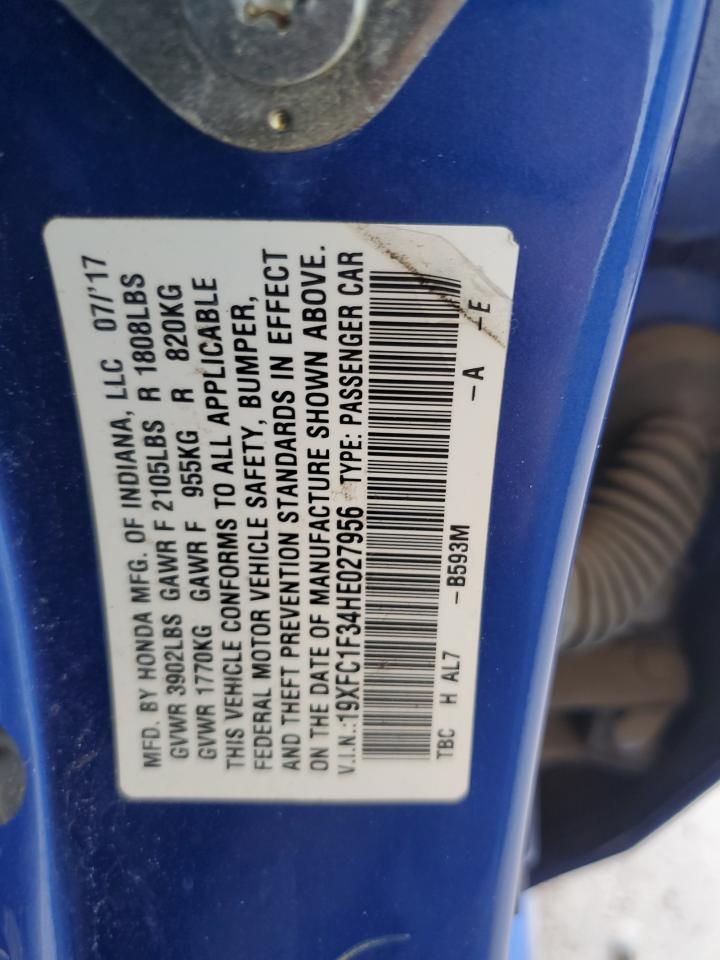 MFD. BY HONDA MFG. OF INDIANA, LLC 07/'17
GVWR 3902LBS GAWR F 2105LBS R 1808LBS
GVWR 1770KG GAWR F 955KG R 820KG
THIS VEHICLE CONFORMS TO ALL APPLICABLE
FEDERAL MOTOR VEHICLE SAFETY, BUMPER,
AND THEFT PREVENTION STANDARDS IN EFFECT
ON THE DATE OF MANUFACTURE SHOWN ABOVE.
V.I.N.:19XFC1F34HE027956 TYPE: PASSENGER CAR
TBC H AL7 -B593M -A -E